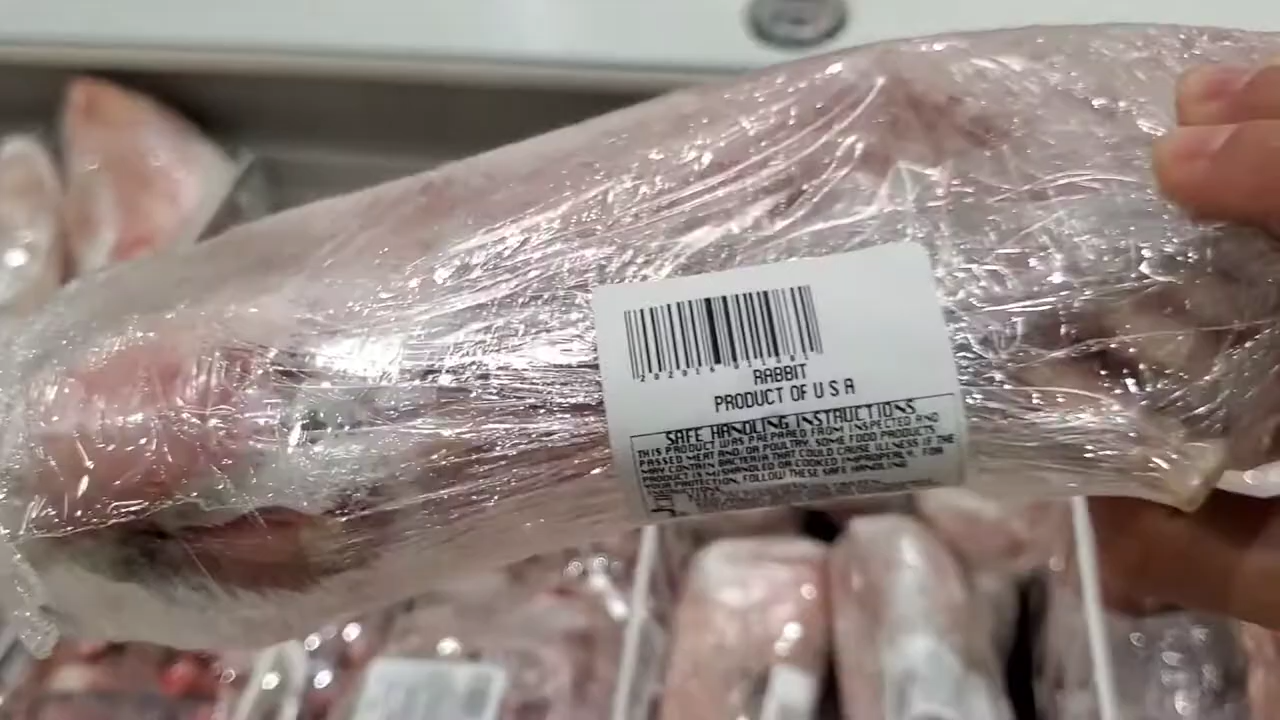 RABBIT
PRODUCT OF U S A
SAFE HANDLING INSTRUCTIONS
THIS PRODUCT WAS PREPARED FROM INSPECTED AND
PASSED MEAT AND/OR POULTRY. SOME FOOD PRODUCTS
MAY CONTAIN BACTERIA THAT COULD CAUSE ILLNESS IF THE
PRODUCT IS MISHANDLED OR COOKED IMPROPERLY. FOR
YOUR PROTECTION, FOLLOW THESE SAFE HANDLING